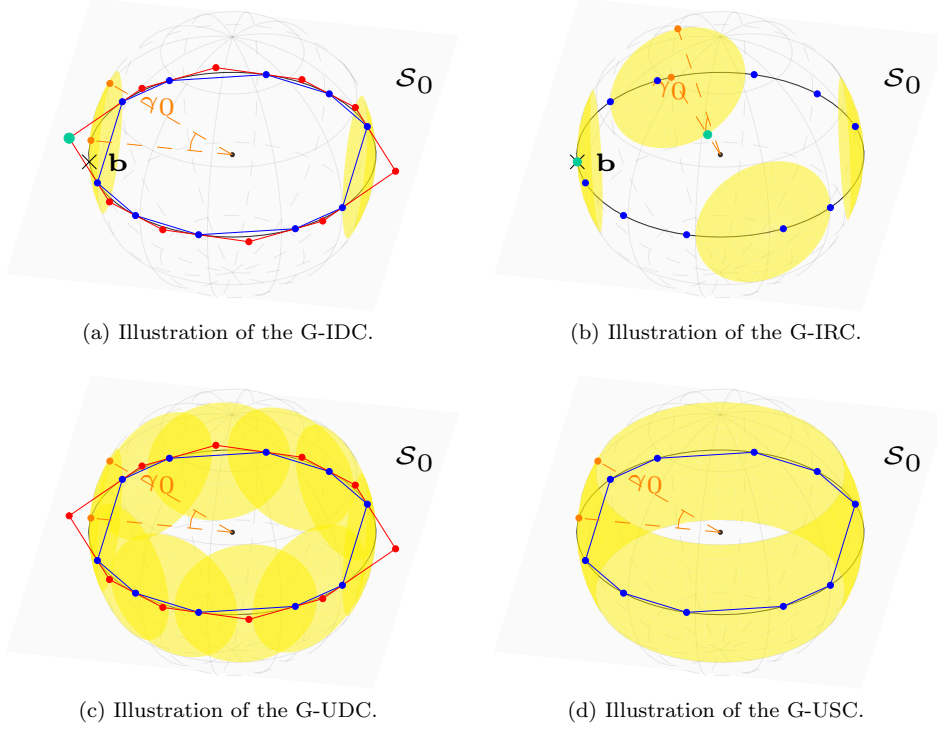 𝒮₀
γ₀
b
(a) Illustration of the G-IDC.
𝒮₀
γ₀
b
(b) Illustration of the G-IRC.
𝒮₀
γ₀
(c) Illustration of the G-UDC.
𝒮₀
γ₀
(d) Illustration of the G-USC.